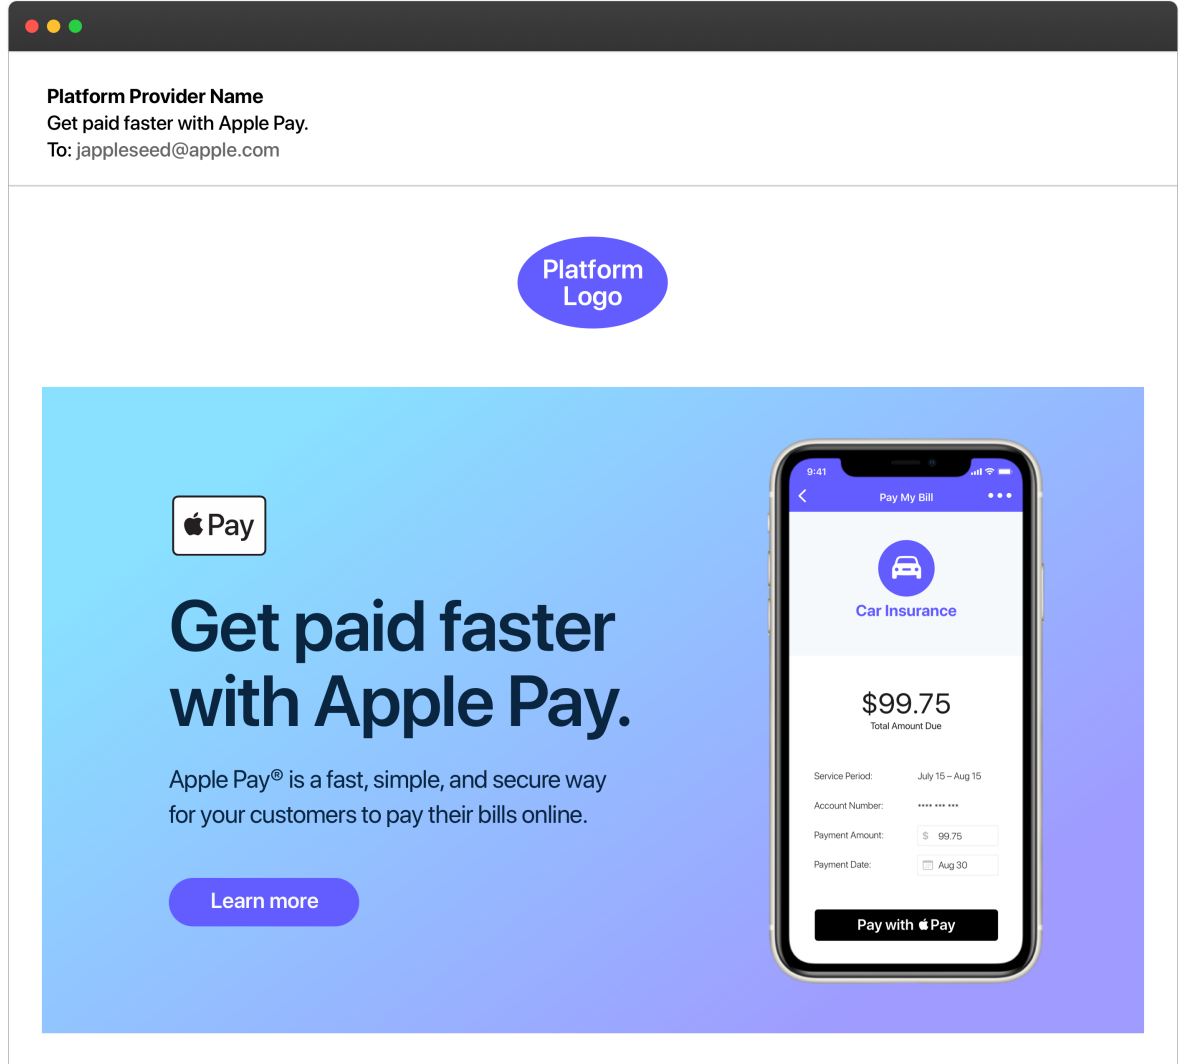 Platform Provider Name
Get paid faster with Apple Pay.
To: jappleseed@apple.com
Platform
Logo
Pay
Get paid faster
with Apple Pay.
Apple Pay® is a fast, simple, and secure way
for your customers to pay their bills online.
Learn more
9:41
Pay My Bill
Car Insurance
$99.75
Total Amount Due
Service Period: July 15 – Aug 15
Account Number: •••• ••• •••
Payment Amount: $ 99.75
Payment Date: Aug 30
Pay with Pay